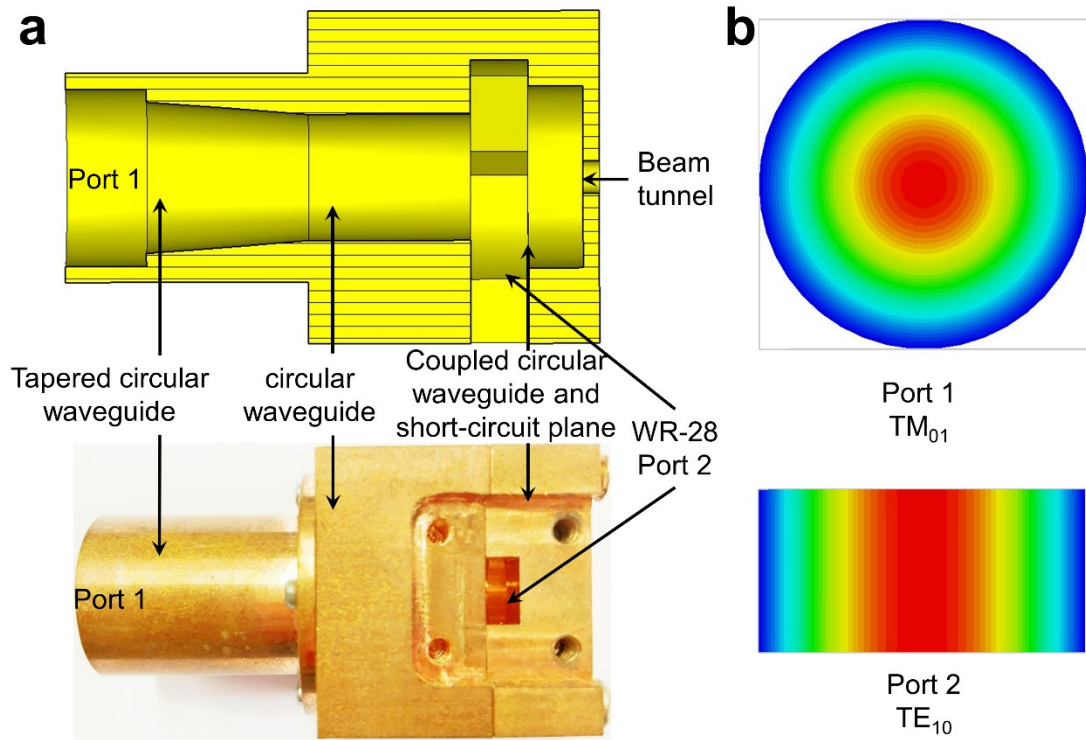 a
b
Port 1
Beam
tunnel
Tapered circular
waveguide
circular
waveguide
Coupled circular
waveguide and
short-circuit plane
WR-28
Port 2
Port 1
Port 1
TM₀₁
Port 2
TE₁₀